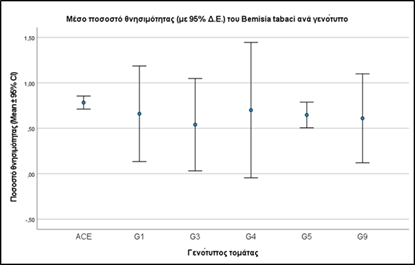 Μέσο ποσοστό θνησιμότητας (με 95% Δ.Ε.) του Bemisia tabaci ανά γενότυπο
Ποσοστό θνησιμότητας (Mean ± 95% CI)
1,50
1,00
,50
,00
-,50
ACE G1 G3 G4 G5 G9
Γενότυπος τομάτας